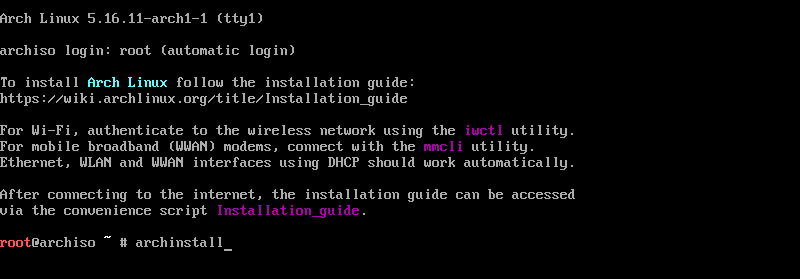 Arch Linux 5.16.11-arch1-1 (tty1)
archiso login: root (automatic login)
To install Arch Linux follow the installation guide:
https://wiki.archlinux.org/title/Installation_guide
For Wi-Fi, authenticate to the wireless network using the iwctl utility.
For mobile broadband (WWAN) modems, connect with the mmcli utility.
Ethernet, WLAN and WWAN interfaces using DHCP should work automatically.
After connecting to the internet, the installation guide can be accessed
via the convenience script Installation_guide.
root@archiso ~ # archinstall_